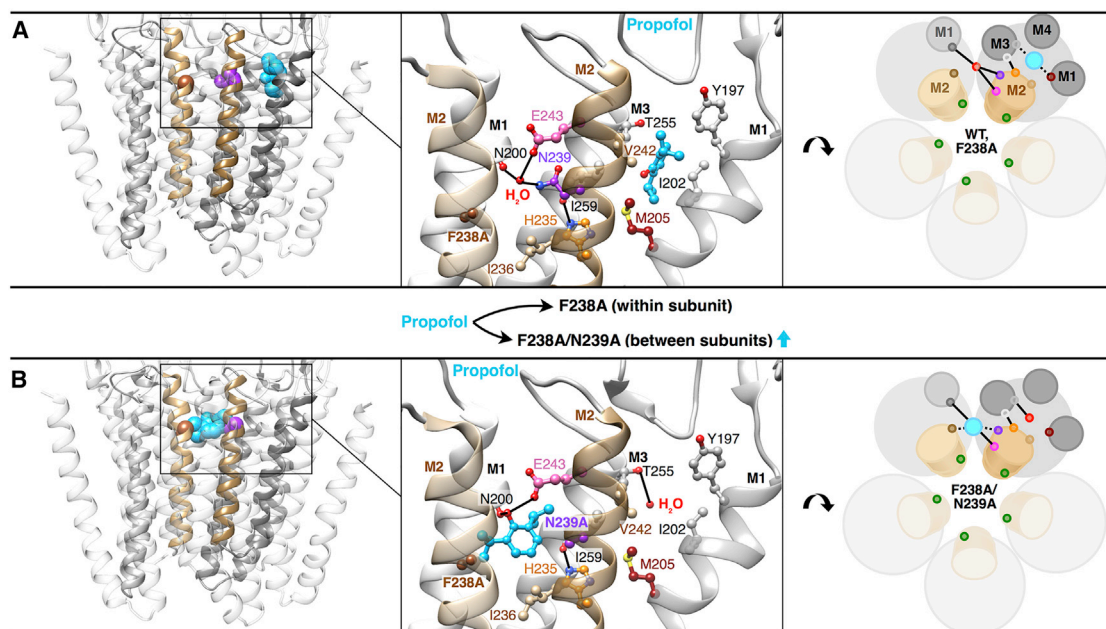 A
Propofol
M2
M2
M1
E243
N200
N239
H₂O
F238A
H235
I236
I259
M3
T255
V242
Y197
I202
M205
M1
M1
M3
M4
M1
M2
M2
WT,
F238A
Propofol
F238A (within subunit)
F238A/N239A (between subunits)
B
Propofol
M2
M2
M1
E243
N200
N239A
F238A
H235
I236
I259
M3
T255
H₂O
V242
Y197
I202
M205
M1
F238A/
N239A